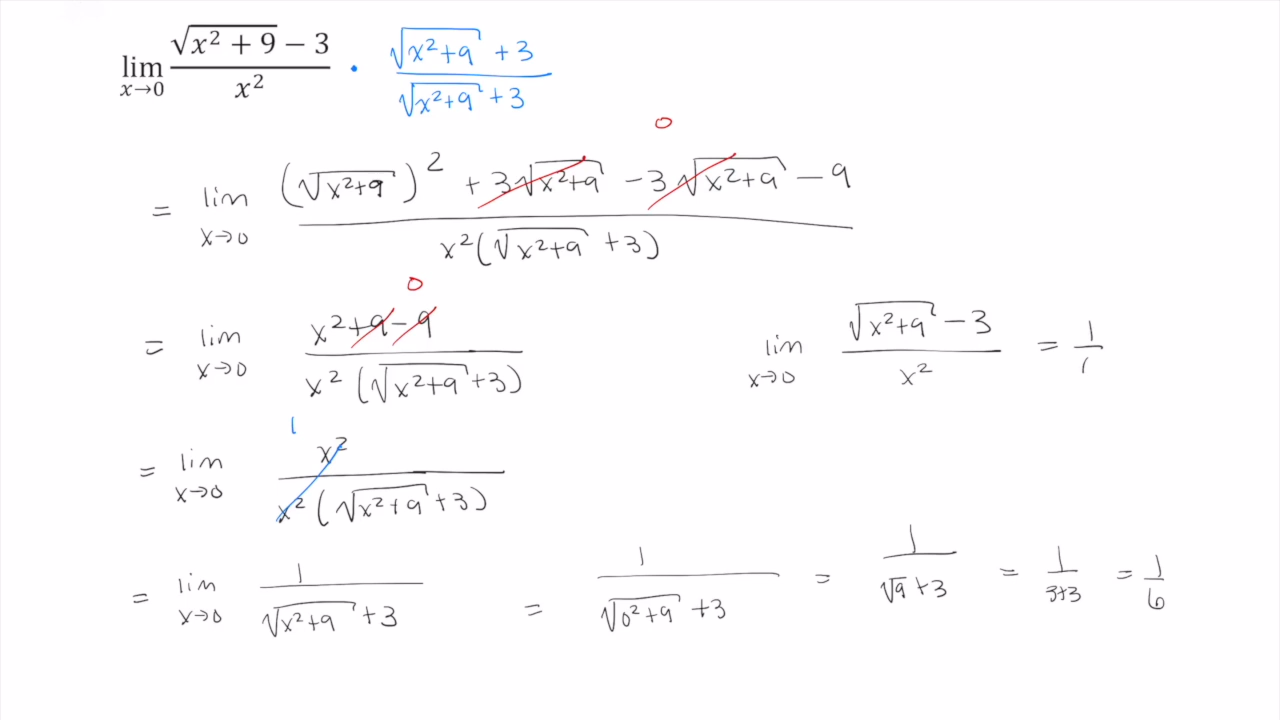 lim x→0 (√(x² + 9) − 3)/x² · (√(x²+9) + 3)/(√(x²+9) + 3)
0
= lim x→0 ((√(x²+9))² + 3√(x²+9) − 3√(x²+9) − 9)/(x²(√(x²+9) + 3))
0
= lim x→0 (x²+9−9)/(x²(√(x²+9) + 3))
lim x→0 (√(x²+9) − 3)/x² = 1/
1
= lim x→0 x²/(x²(√(x²+9) + 3))
= lim x→0 1/(√(x²+9) + 3) = 1/(√(0²+9) + 3) = 1/(√9 + 3) = 1/(3+3) = 1/6